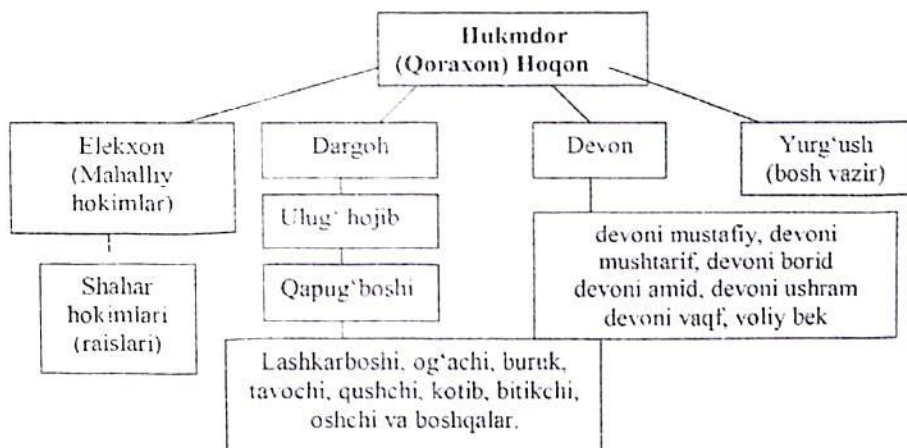 Hukmdor
(Qoraxon) Hoqon
Elekxon
(Mahalliy
hokimlar)
Dargoh
Devon
Yurg‘ush
(bosh vazir)
Ulug‘ hojib
Shahar
hokimlari
(raislari)
Qapug‘boshi
devoni mustafiy, devoni
mushtarif, devoni borid
devoni amid, devoni ushram
devoni vaqf, voliy bek
Lashkarboshi, og‘achi, buruk,
tavochi, qushchi, kotib, bitikchi,
oshchi va boshqalar.